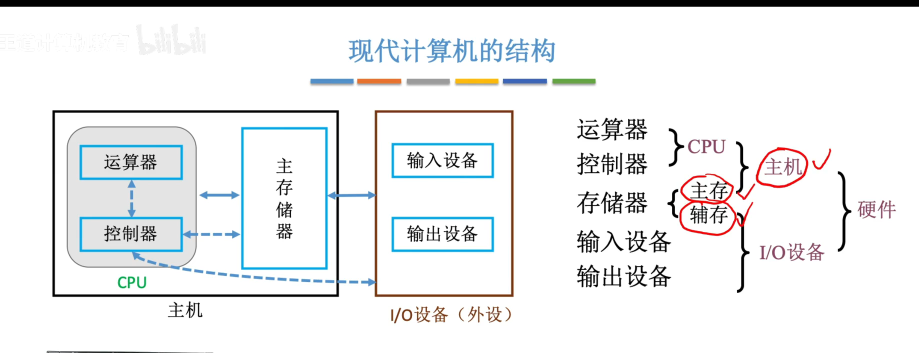 bilibili
现代计算机的结构
运算器
控制器
CPU
主机
主存储器
输入设备
输出设备
I/O设备（外设）
运算器
控制器
CPU
存储器
主存
辅存
主机
输入设备
输出设备
I/O设备
硬件